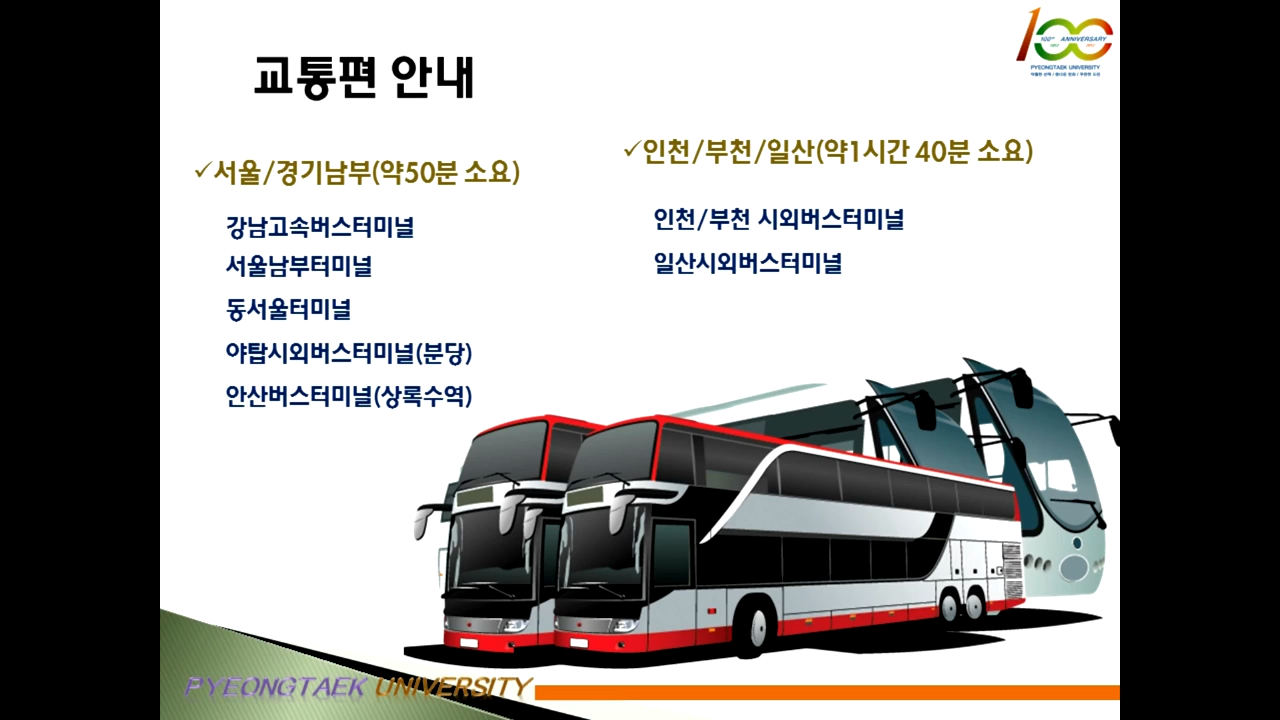 교통편 안내
100th ANNIVERSARY
PYEONGTAEK UNIVERSITY
✓서울/경기남부(약50분 소요)
강남고속버스터미널
서울남부터미널
동서울터미널
야탑시외버스터미널(분당)
안산버스터미널(상록수역)
✓인천/부천/일산(약1시간 40분 소요)
인천/부천 시외버스터미널
일산시외버스터미널
PYEONGTAEK UNIVERSITY